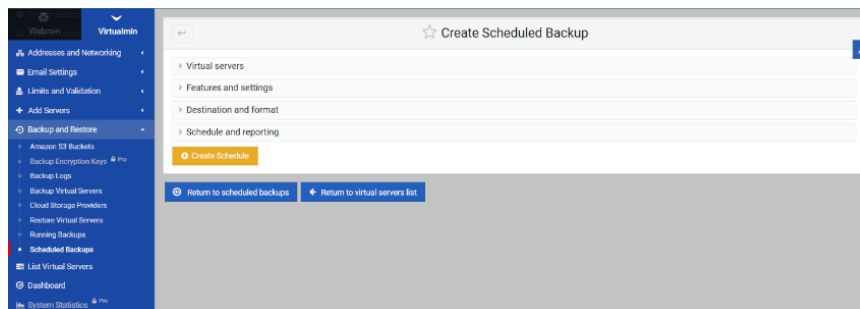 Webmin
Virtualmin
Addresses and Networking
Email Settings
Limits and Validation
Add Servers
Backup and Restore
Amazon S3 Buckets
Backup Encryption Keys Pro
Backup Logs
Backup Virtual Servers
Cloud Storage Providers
Restore Virtual Servers
Running Backups
Scheduled Backups
List Virtual Servers
Dashboard
System Statistics Pro
Create Scheduled Backup
Virtual servers
Features and settings
Destination and format
Schedule and reporting
Create Schedule
Return to scheduled backups
Return to virtual servers list